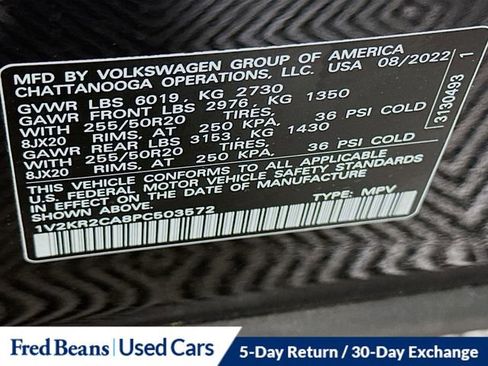 MFD BY VOLKSWAGEN GROUP OF AMERICA
CHATTANOOGA OPERATIONS, LLC. USA 08/2022
GVWR LBS 6019, KG 2730
GAWR FRONT LBS 2976, KG 1350
WITH 255/50R20 TIRES,
8JX20 RIMS, AT 250 KPA. 36 PSI COLD
GAWR REAR LBS 3153, KG 1430
WITH 255/50R20 TIRES,
8JX20 RIMS, AT 250 KPA. 36 PSI COLD
THIS VEHICLE CONFORMS TO ALL APPLICABLE
U.S. FEDERAL MOTOR VEHICLE SAFETY STANDARDS
IN EFFECT ON THE DATE OF MANUFACTURE
SHOWN ABOVE.
1V2KR2CA8PC503572 TYPE: MPV
3130493 1
Fred Beans Used Cars
5-Day Return / 30-Day Exchange